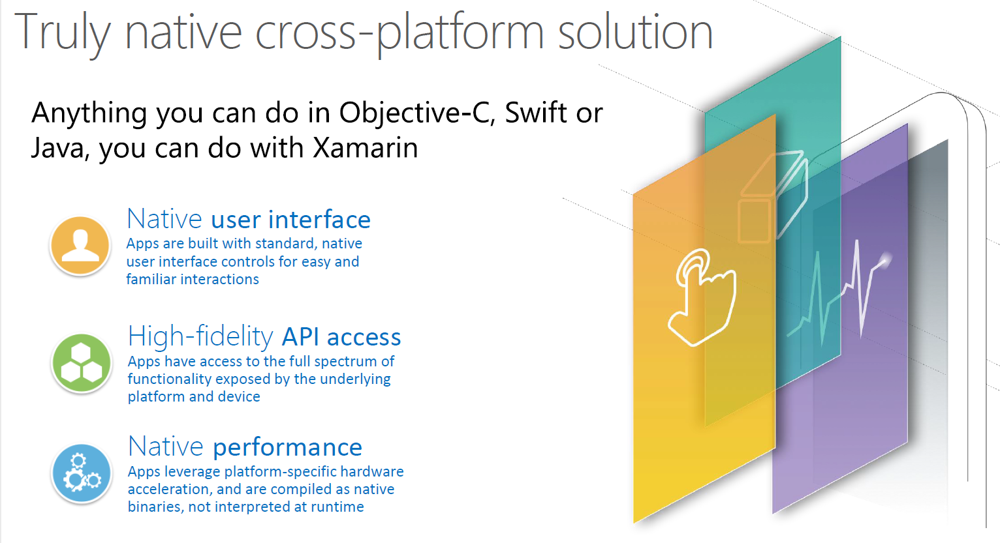 Truly native cross-platform solution
Anything you can do in Objective-C, Swift or
Java, you can do with Xamarin
Native user interface
Apps are built with standard, native
user interface controls for easy and
familiar interactions
High-fidelity API access
Apps have access to the full spectrum of
functionality exposed by the underlying
platform and device
Native performance
Apps leverage platform-specific hardware
acceleration, and are compiled as native
binaries, not interpreted at runtime